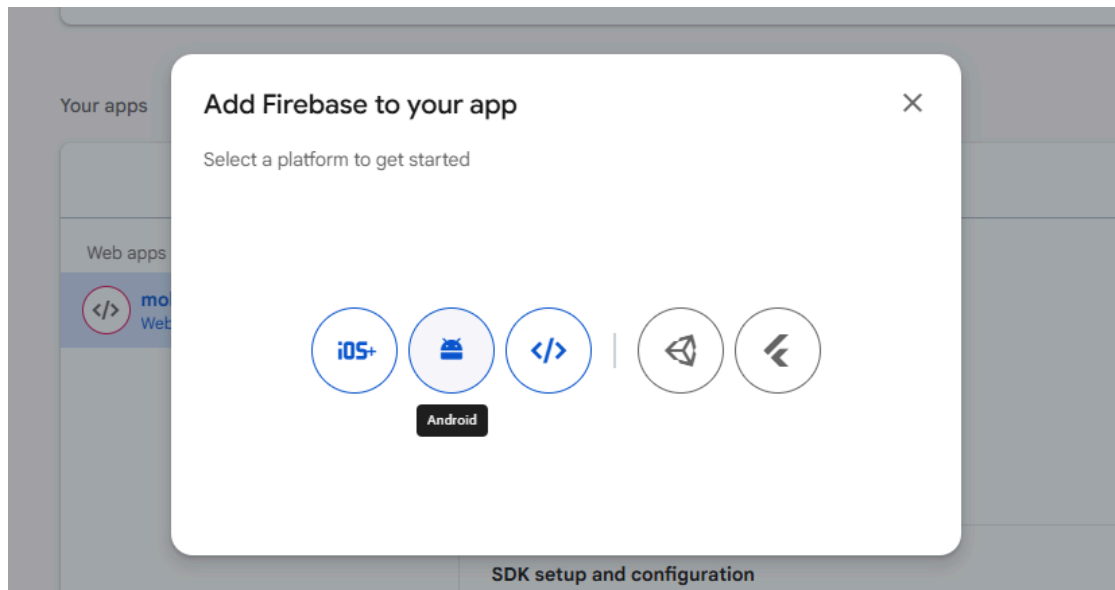 Your apps
Add Firebase to your app
Select a platform to get started
Web apps
iOS+
</>
</>
Android
SDK setup and configuration